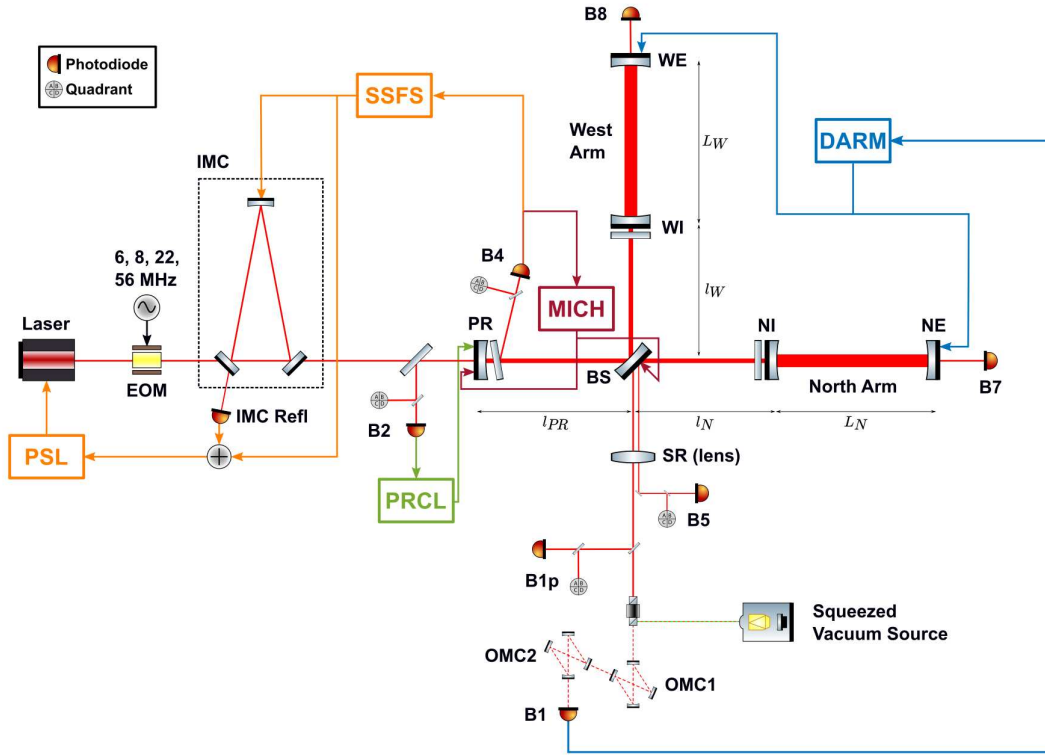 B8
Photodiode
Quadrant
WE
SSFS
West
Arm
L_W
DARM
IMC
WI
6, 8, 22,
56 MHz
B4
MICH
l_W
Laser
PR
NI
NE
EOM
BS
North Arm
B7
IMC Refl
B2
l_PR
l_N
L_N
PSL
SR (lens)
PRCL
B5
B1p
Squeezed
Vacuum Source
OMC2
OMC1
B1